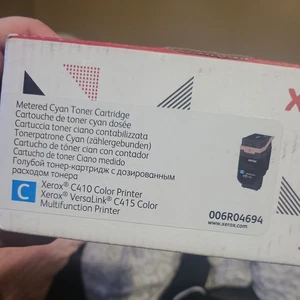 X
Metered Cyan Toner Cartridge
Cartouche de toner cyan dosée
Cartuccia toner ciano contabilizzata
Tonerpatrone Cyan (zählergebunden)
Cartucho de tóner cian con contador
Cartucho de toner Ciano medido
Голубой тонер-картридж с дозированным
расходом тонера
C
Xerox® C410 Color Printer
Xerox® VersaLink® C415 Color
Multifunction Printer
006R04694
www.xerox.com